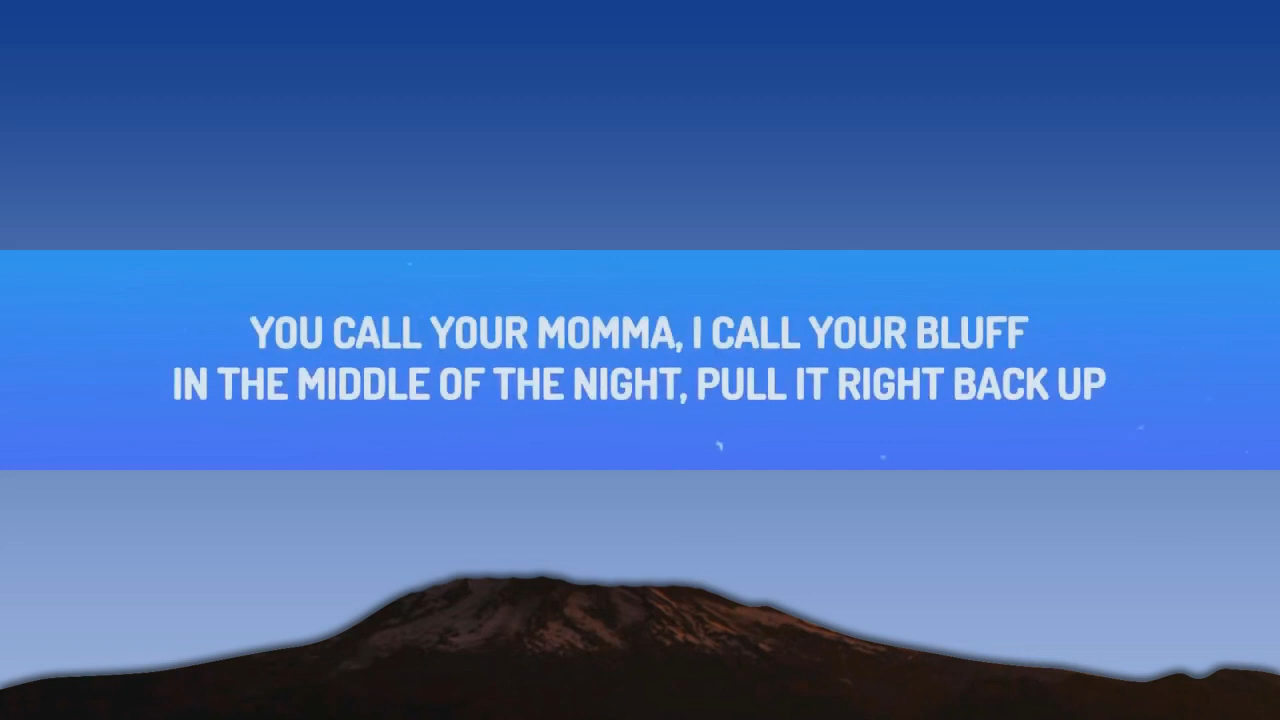 YOU CALL YOUR MOMMA, I CALL YOUR BLUFF
IN THE MIDDLE OF THE NIGHT, PULL IT RIGHT BACK UP